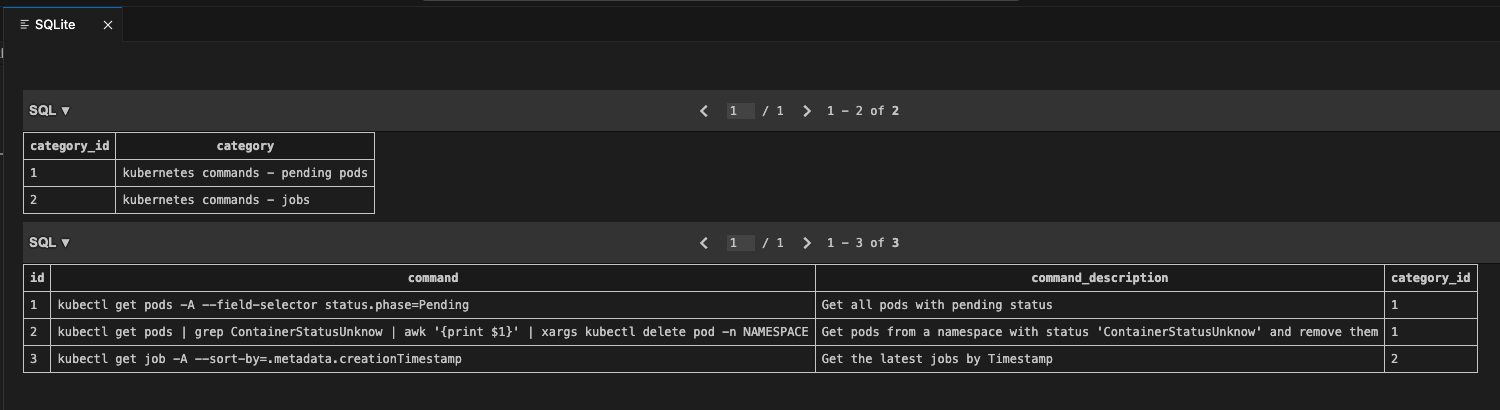 SQLite
SQL ▼ 1 / 1 1 - 2 of 2
category_id category
1 kubernetes commands - pending pods
2 kubernetes commands - jobs
SQL ▼ 1 / 1 1 - 3 of 3
id command command_description category_id
1 kubectl get pods -A --field-selector status.phase=Pending Get all pods with pending status 1
2 kubectl get pods | grep ContainerStatusUnknow | awk '{print $1}' | xargs kubectl delete pod -n NAMESPACE Get pods from a namespace with status 'ContainerStatusUnknow' and remove them 1
3 kubectl get job -A --sort-by=.metadata.creationTimestamp Get the latest jobs by Timestamp 2